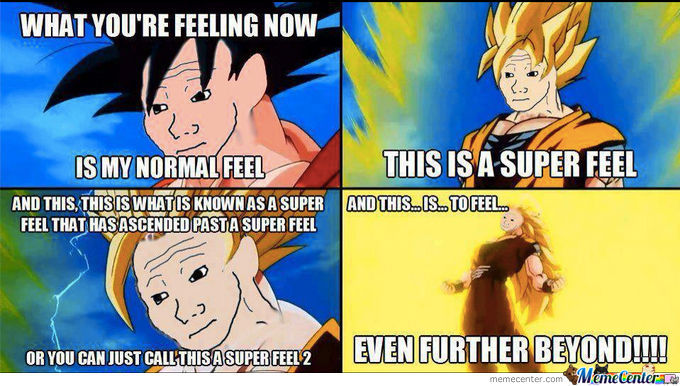 WHAT YOU'RE FEELING NOW
IS MY NORMAL FEEL
THIS IS A SUPER FEEL
AND THIS, THIS IS WHAT IS KNOWN AS A SUPER
FEEL THAT HAS ASCENDED PAST A SUPER FEEL
OR YOU CAN JUST CALL THIS A SUPER FEEL 2
AND THIS... IS... TO FEEL...
EVEN FURTHER BEYOND!!!!
memecenter.com MemeCenter